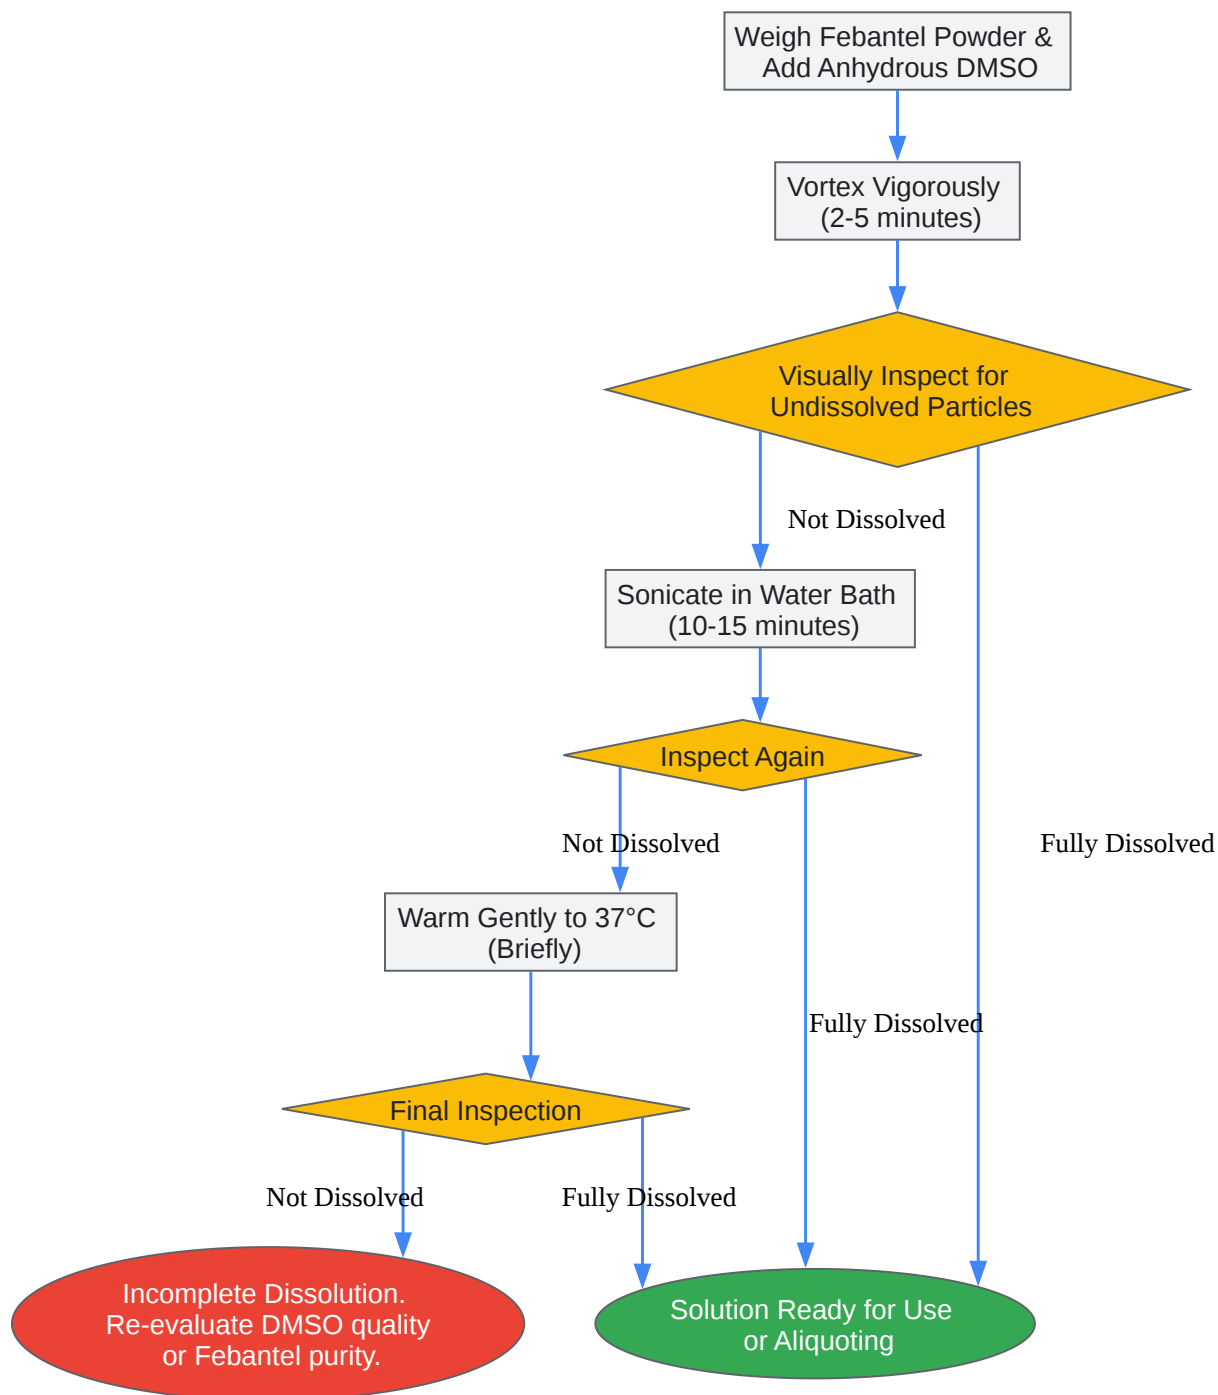 Weigh Febantel Powder &
Add Anhydrous DMSO
Vortex Vigorously
(2-5 minutes)
Visually Inspect for
Undissolved Particles
Not Dissolved
Sonicate in Water Bath
(10-15 minutes)
Inspect Again
Not Dissolved
Fully Dissolved
Warm Gently to 37°C
(Briefly)
Fully Dissolved
Final Inspection
Not Dissolved
Fully Dissolved
Incomplete Dissolution.
Re-evaluate DMSO quality
or Febantel purity.
Solution Ready for Use
or Aliquoting